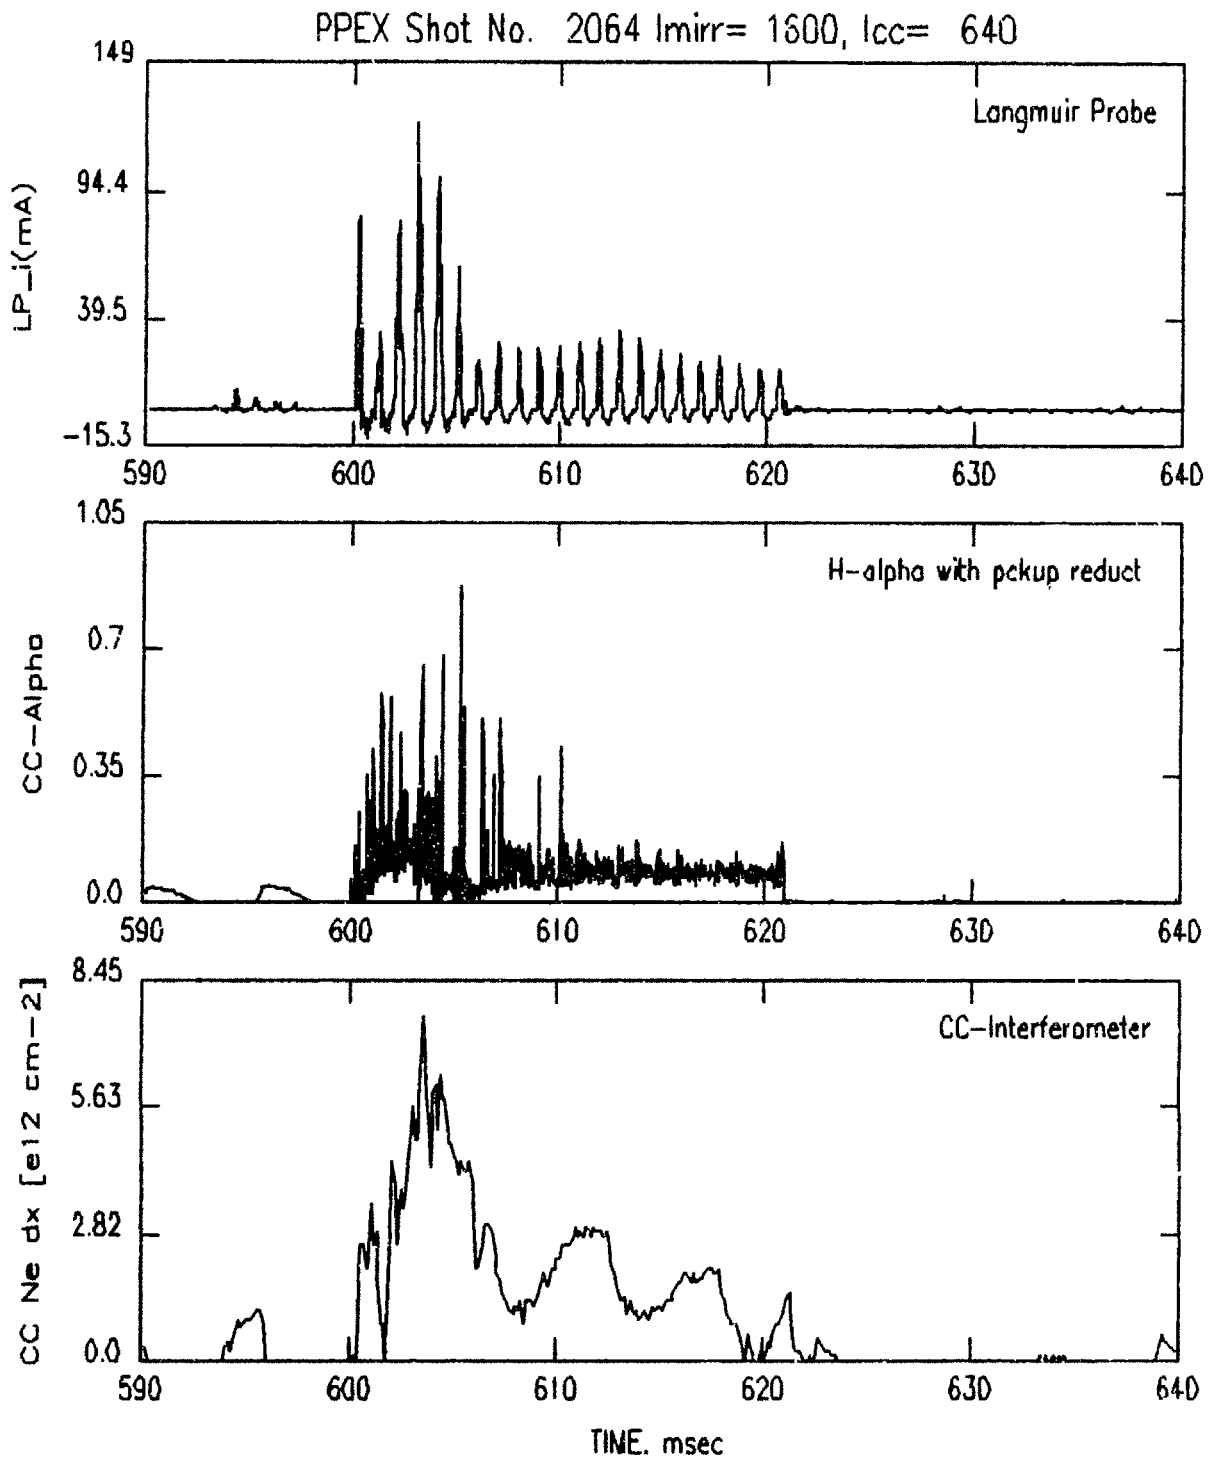 PPEX Shot No. 2064 Imirr= 1600, Icc= 640
149
Langmuir Probe
94.4
LP_i(mA)
39.5
-15.3
590 600 610 620 630 640
1.05
H-alpha with pckup reduct
0.7
CC-Alpha
0.35
0.0
590 600 610 620 630 640
8.45
CC-Interferometer
5.63
CC Ne dx [e12 cm-2]
2.82
0.0
590 600 610 620 630 640
TIME. msec